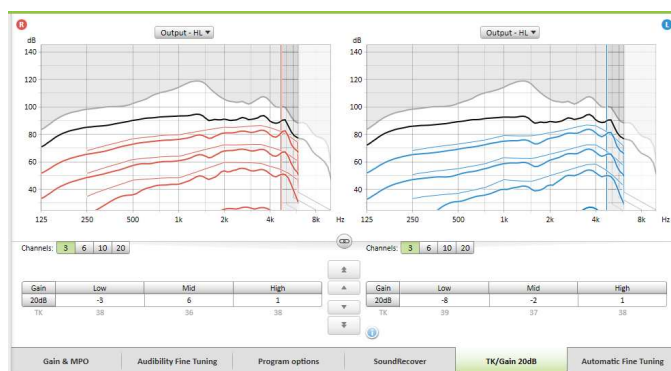 R
L
Output - HL ▼
Output - HL ▼
dB
dB
140
120
100
80
60
40
125 250 500 1k 2k 4k 8k Hz
140
120
100
80
60
40
125 250 500 1k 2k 4k 8k Hz
Channels: 3 6 10 20
Channels: 3 6 10 20
Gain Low Mid High
20dB -3 6 1
TK 38 36 38
Gain Low Mid High
20dB -8 -2 1
TK 39 37 38
i
Gain & MPO Audibility Fine Tuning Program options SoundRecover TK/Gain 20dB Automatic Fine Tuning